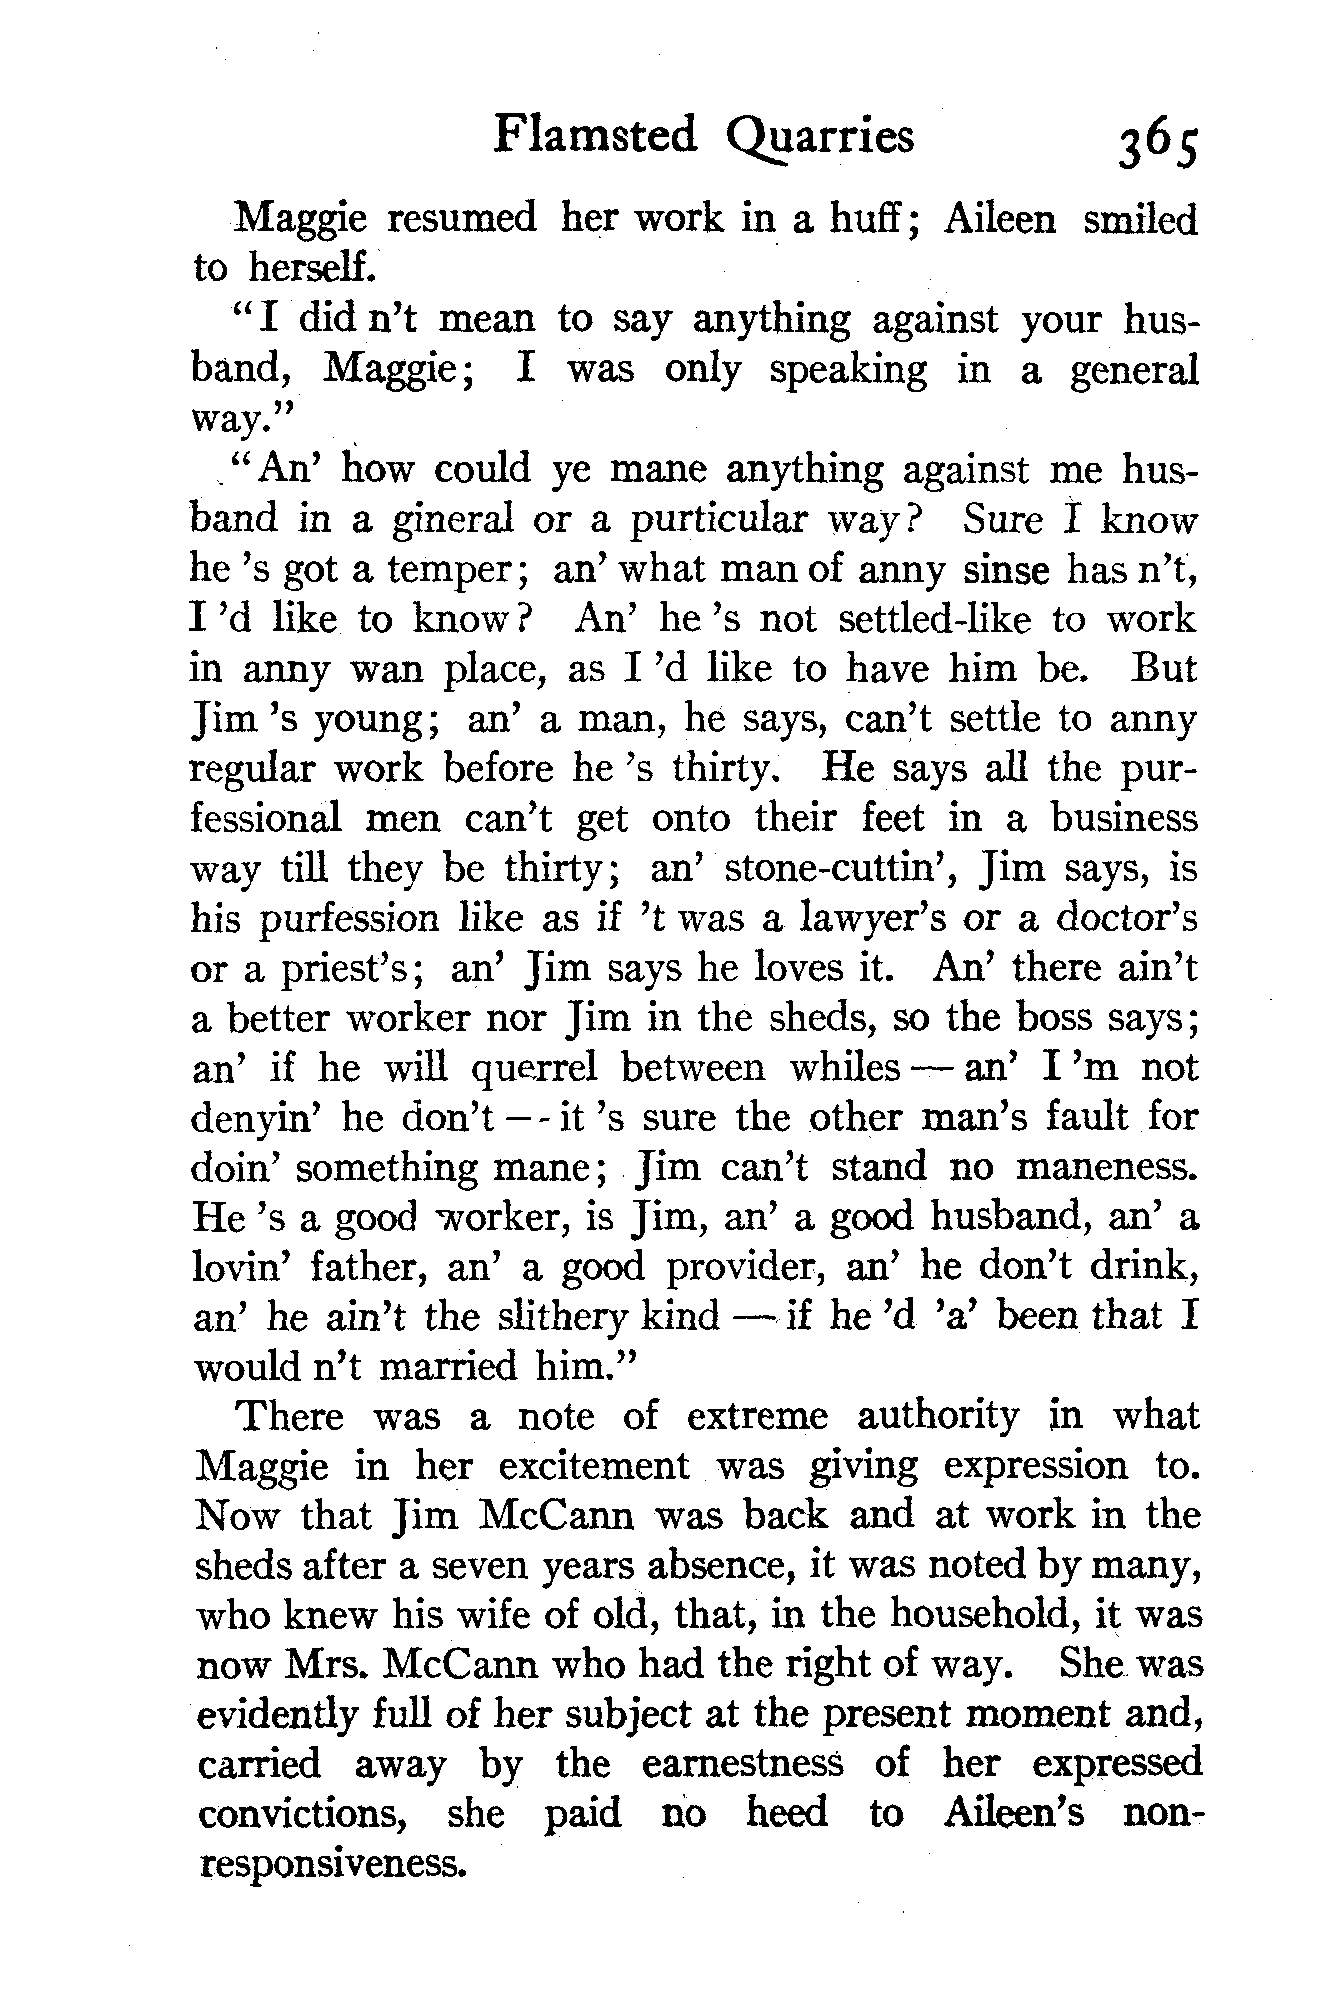 Flamsted Quarries 365
Maggie resumed her work in a huff; Aileen smiled
to herself.
"I did n't mean to say anything against your hus-
band, Maggie; I was only speaking in a general
way."
"An' how could ye mane anything against me hus-
band in a gineral or a purticular way? Sure I know
he 's got a temper; an' what man of anny sinse has n't,
I 'd like to know? An' he 's not settled-like to work
in anny wan place, as I 'd like to have him be. But
Jim 's young; an' a man, he says, can't settle to anny
regular work before he 's thirty. He says all the pur-
fessional men can't get onto their feet in a business
way till they be thirty; an' stone-cuttin', Jim says, is
his purfession like as if 't was a lawyer's or a doctor's
or a priest's; an' Jim says he loves it. An' there ain't
a better worker nor Jim in the sheds, so the boss says;
an' if he will querrel between whiles — an' I 'm not
denyin' he don't — it 's sure the other man's fault for
doin' something mane; Jim can't stand no maneness.
He 's a good worker, is Jim, an' a good husband, an' a
lovin' father, an' a good provider, an' he don't drink,
an' he ain't the slithery kind — if he 'd 'a' been that I
would n't married him."
There was a note of extreme authority in what
Maggie in her excitement was giving expression to.
Now that Jim McCann was back and at work in the
sheds after a seven years absence, it was noted by many,
who knew his wife of old, that, in the household, it was
now Mrs. McCann who had the right of way. She was
evidently full of her subject at the present moment and,
carried away by the earnestness of her expressed
convictions, she paid no heed to Aileen's non-
responsiveness.